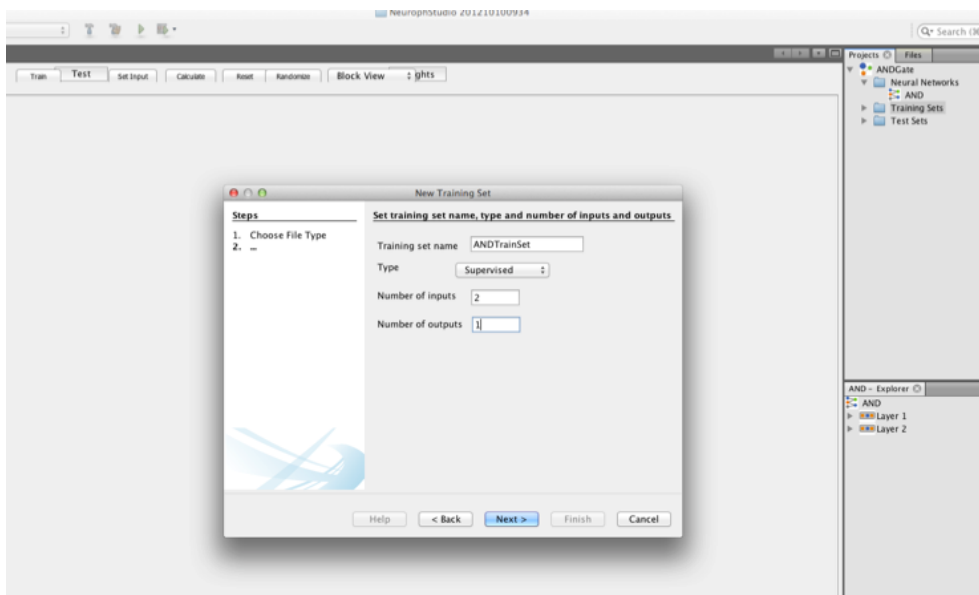 NeurophStudio 201210100934
Search (⌘
Projects Files
Train Test Set Input Calculate Reset Randomize Block View ghts
ANDGate
Neural Networks
AND
Training Sets
Test Sets
New Training Set
Steps
1. Choose File Type
2. ...
Set training set name, type and number of inputs and outputs
Training set name ANDTrainSet
Type Supervised
Number of inputs 2
Number of outputs 1
Help < Back Next > Finish Cancel
AND - Explorer
AND
Layer 1
Layer 2